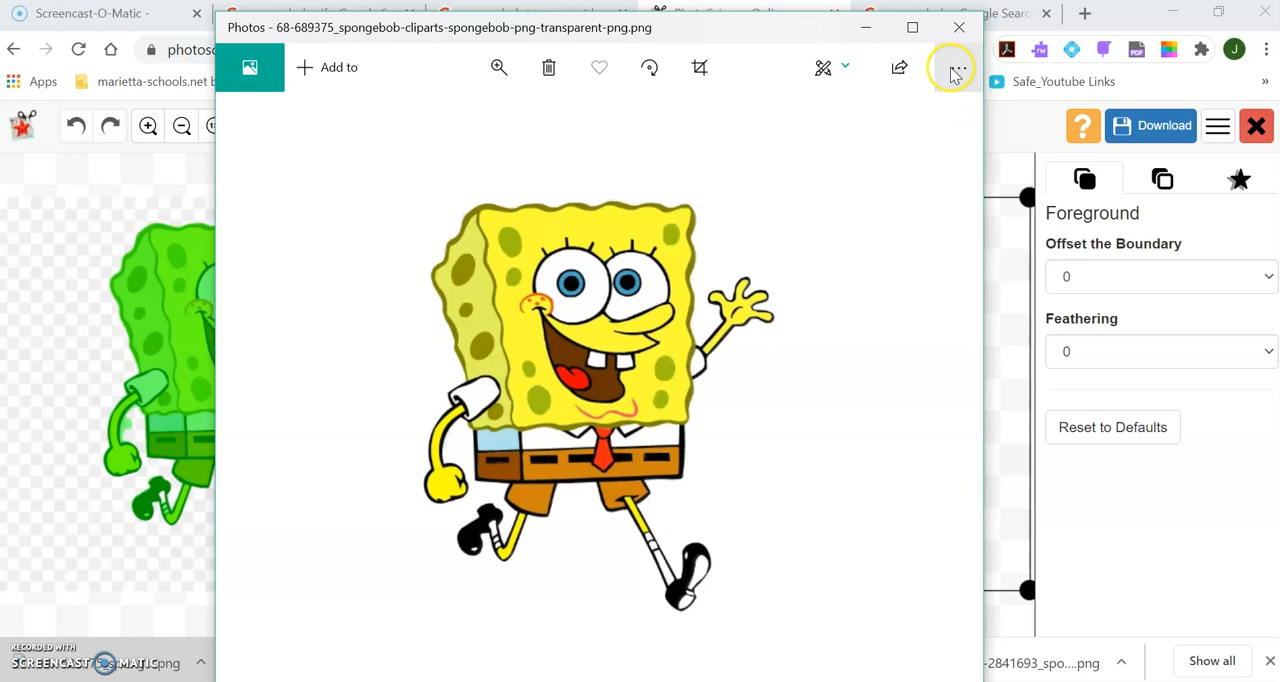 Screencast-O-Matic -
Photos - 68-689375_spongebob-cliparts-spongebob-png-transparent-png.png
gle Searc
photos
J
Apps
marietta-schools.net b
Add to
Safe_Youtube Links
»
?
Download
Foreground
Offset the Boundary
0
Feathering
0
Reset to Defaults
RECORDED WITH
SCREENCAST MATIC
png
-2841693_spo....png
Show all